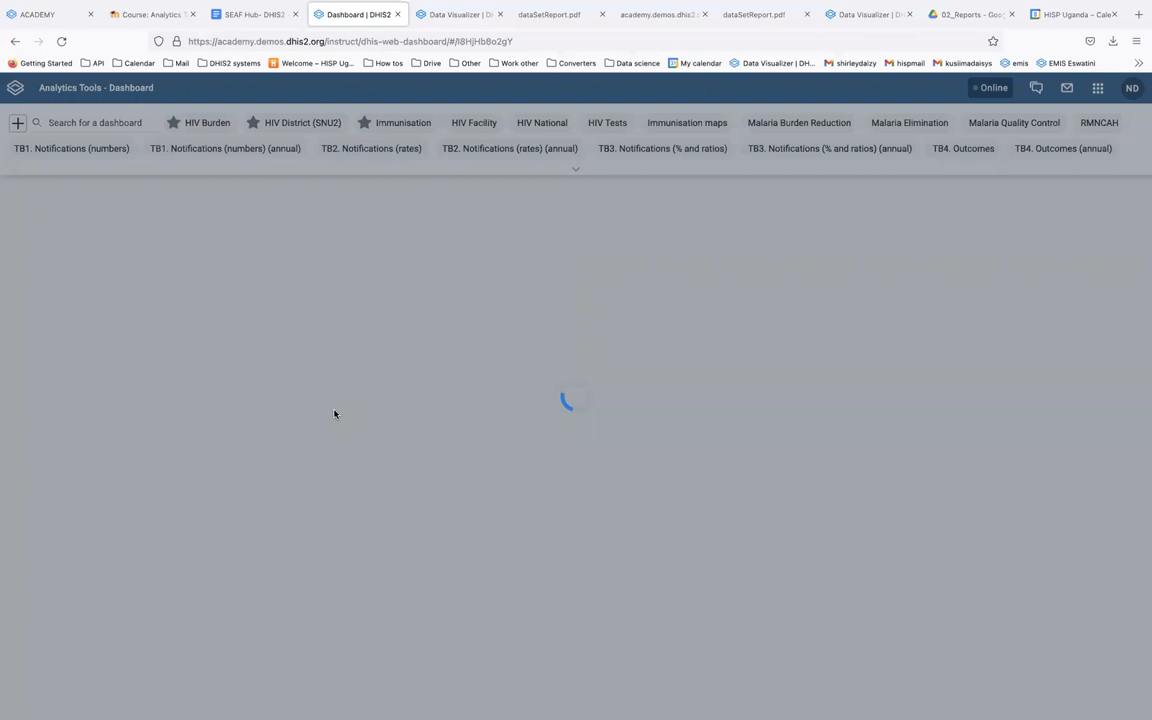 ACADEMY
Course: Analytics T
SEAF Hub- DHIS2
Dashboard | DHIS2
Data Visualizer | D
dataSetReport.pdf
academy.demos.dhis2.
dataSetReport.pdf
Data Visualizer | D
02_Reports – Goo
HISP Uganda – Cale
https://academy.demos.dhis2.org/instruct/dhis-web-dashboard/#/I8HjHb8o2gY
Getting Started
API
Calendar
Mail
DHIS2 systems
Welcome – HISP Ug...
How tos
Drive
Other
Work other
Converters
Data science
My calendar
Data Visualizer | DH...
shirleydaizy
hispmail
kusiimadaisys
emis
EMIS Eswatini
Analytics Tools - Dashboard
Online
ND
Search for a dashboard
HIV Burden
HIV District (SNU2)
Immunisation
HIV Facility
HIV National
HIV Tests
Immunisation maps
Malaria Burden Reduction
Malaria Elimination
Malaria Quality Control
RMNCAH
TB1. Notifications (numbers)
TB1. Notifications (numbers) (annual)
TB2. Notifications (rates)
TB2. Notifications (rates) (annual)
TB3. Notifications (% and ratios)
TB3. Notifications (% and ratios) (annual)
TB4. Outcomes
TB4. Outcomes (annual)